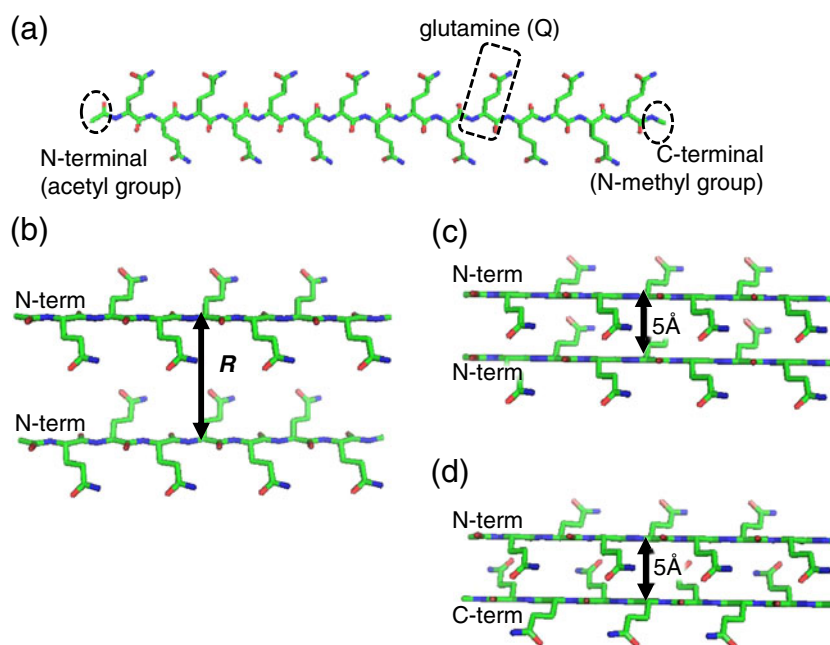 (a)
glutamine (Q)
N-terminal
(acetyl group)
C-terminal
(N-methyl group)
(b)
N-term
R
N-term
(c)
N-term
5Å
N-term
(d)
N-term
5Å
C-term